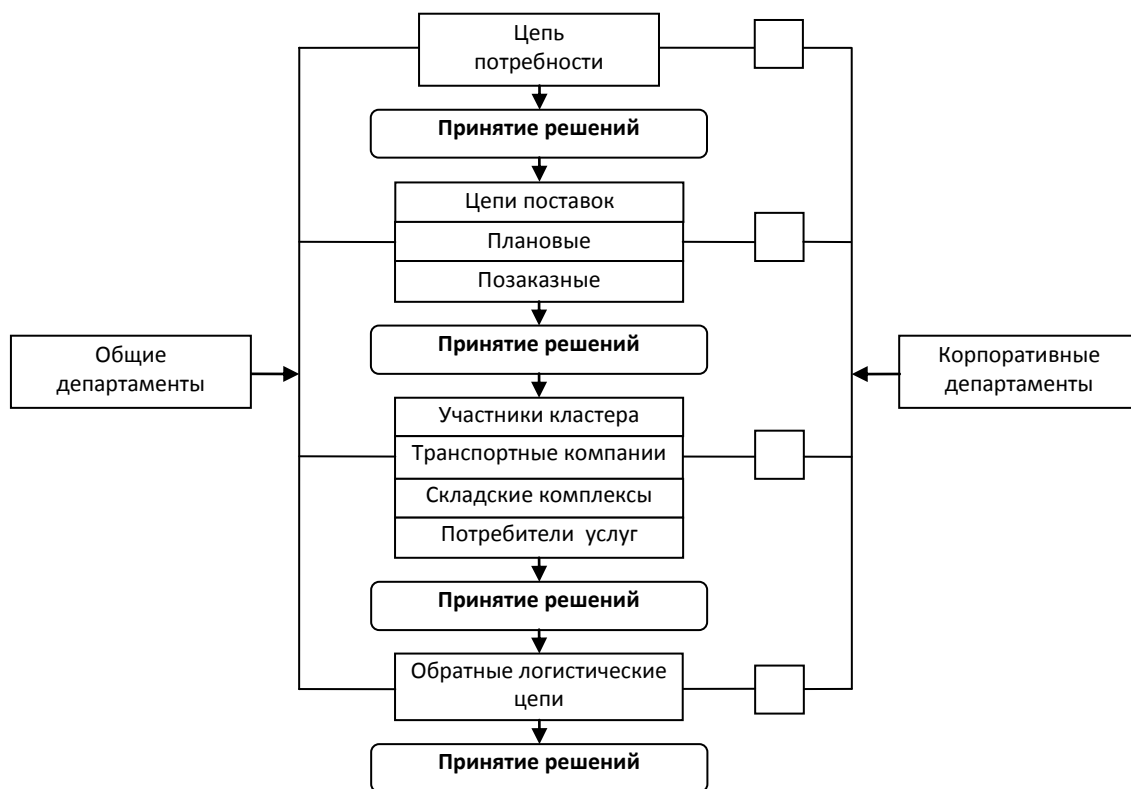 Цепь
потребности
Принятие решений
Цепи поставок
Плановые
Позаказные
Принятие решений
Общие
департаменты
Корпоративные
департаменты
Участники кластера
Транспортные компании
Складские комплексы
Потребители услуг
Принятие решений
Обратные логистические
цепи
Принятие решений